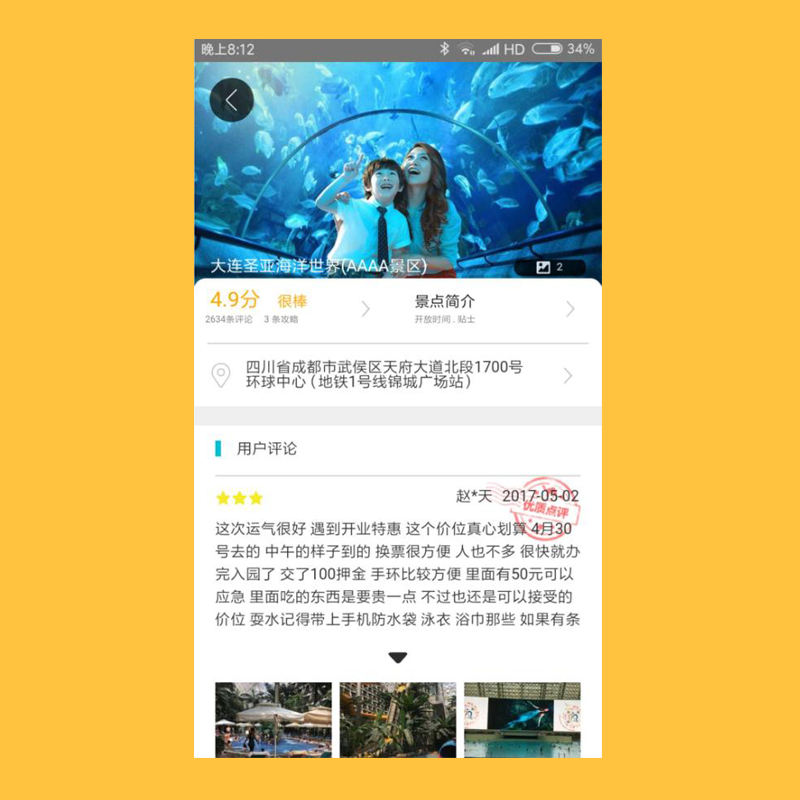 晚上8:12
HD
34%
大连圣亚海洋世界(AAAA景区)
2
4.9分 很棒
2634条评论 3 条攻略
景点简介
开放时间 . 贴士
四川省成都市武侯区天府大道北段1700号
环球中心 ( 地铁1号线锦城广场站 )
用户评论
赵*天 2017-05-02
优质点评
这次运气很好 遇到开业特惠 这个价位真心划算 4月30
号去的 中午的样子到的 换票很方便 人也不多 很快就办
完入园了 交了100押金 手环比较方便 里面有50元可以
应急 里面吃的东西是要贵一点 不过也还是可以接受的
价位 耍水记得带上手机防水袋 泳衣 浴巾那些 如果有条